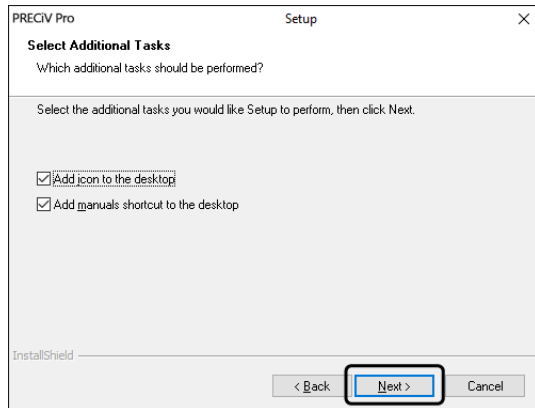 PRECiV Pro Setup
Select Additional Tasks
Which additional tasks should be performed?
Select the additional tasks you would like Setup to perform, then click Next.
Add icon to the desktop
Add manuals shortcut to the desktop
InstallShield
< Back Next > Cancel